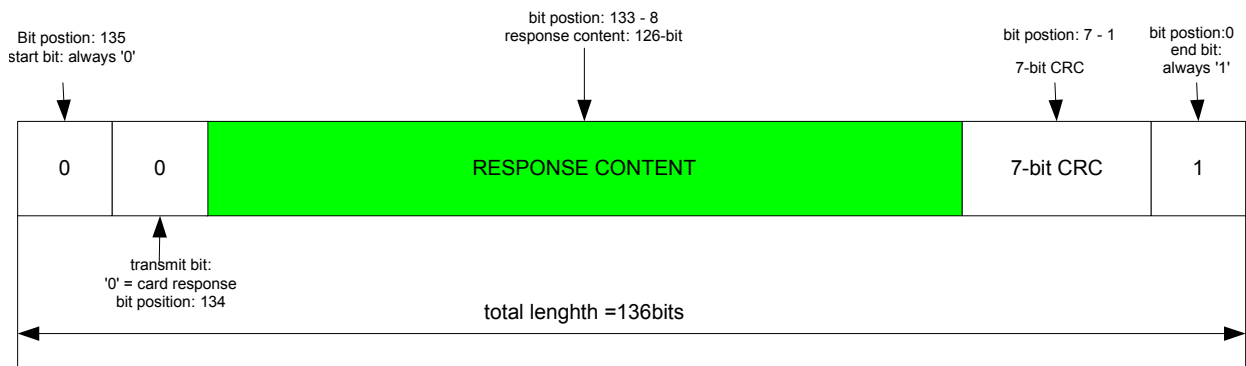 Bit postion: 135
start bit: always '0'
bit postion: 133 - 8
response content: 126-bit
bit postion: 7 - 1
7-bit CRC
bit postion:0
end bit:
always '1'
0
0
RESPONSE CONTENT
7-bit CRC
1
transmit bit:
'0' = card response
bit position: 134
total lenghth =136bits